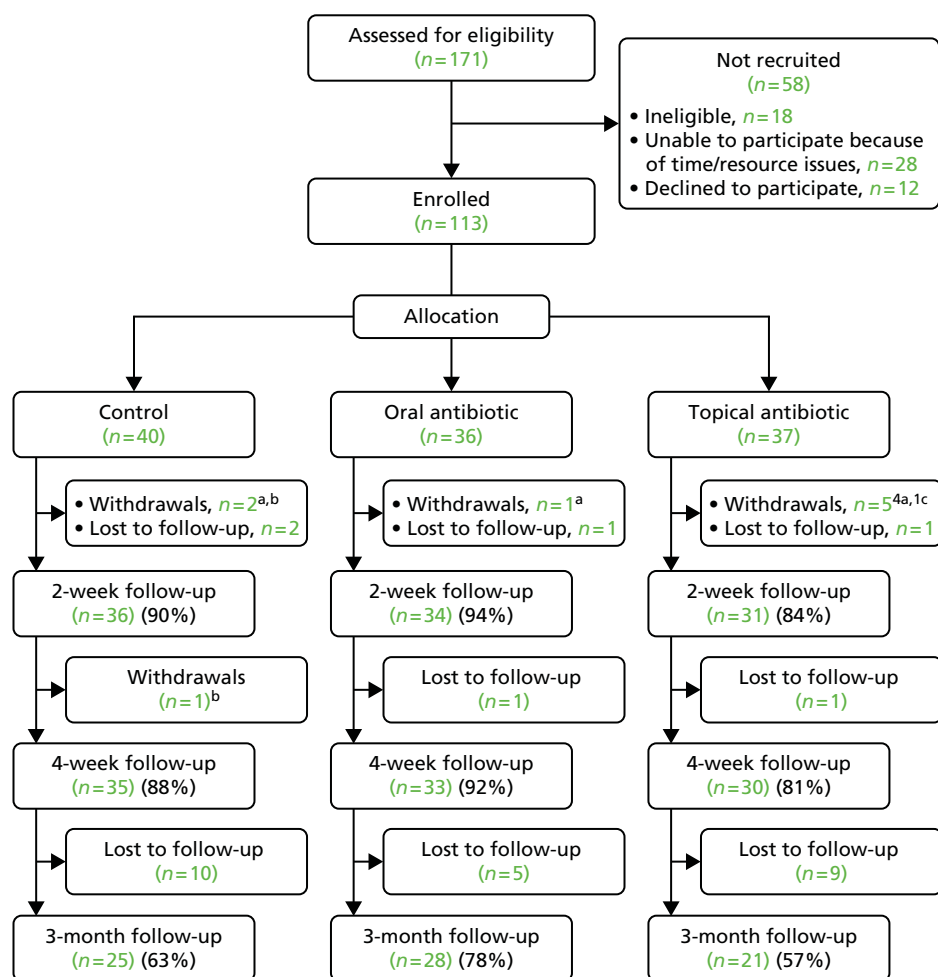 Assessed for eligibility
(n=171)
Not recruited
(n=58)
• Ineligible, n=18
• Unable to participate because
of time/resource issues, n=28
• Declined to participate, n=12
Enrolled
(n=113)
Allocation
Control
(n=40)
Oral antibiotic
(n=36)
Topical antibiotic
(n=37)
• Withdrawals, n=2a,b
• Lost to follow-up, n=2
• Withdrawals, n=1a
• Lost to follow-up, n=1
• Withdrawals, n=54a,1c
• Lost to follow-up, n=1
2-week follow-up
(n=36) (90%)
2-week follow-up
(n=34) (94%)
2-week follow-up
(n=31) (84%)
Withdrawals
(n=1)b
Lost to follow-up
(n=1)
Lost to follow-up
(n=1)
4-week follow-up
(n=35) (88%)
4-week follow-up
(n=33) (92%)
4-week follow-up
(n=30) (81%)
Lost to follow-up
(n=10)
Lost to follow-up
(n=5)
Lost to follow-up
(n=9)
3-month follow-up
(n=25) (63%)
3-month follow-up
(n=28) (78%)
3-month follow-up
(n=21) (57%)